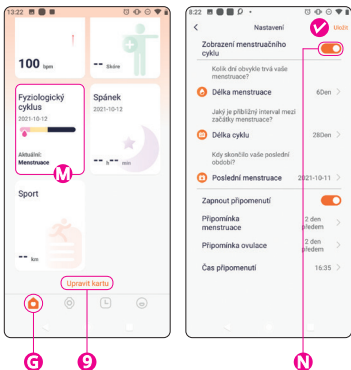 13:22
100 bpm
-- Skóre
Fyziologický
cyklus
2021-10-12
Aktuální:
Menstruace
M
Spánek
2021-10-12
-- h -- min
Sport
-- km
Upravit kartu
G
9
8:22
Nastavení
Uložit
Zobrazení menstruačního
cyklu
Kolik dní obvykle trvá vaše
menstruace?
Délka menstruace
6Den
Jaký je přibližný interval mezi
začátky menstruace?
Délka cyklu
28Den
Kdy skončilo vaše poslední
období?
Poslední menstruace
2021-10-11
Zapnout připomenutí
Připomínka
menstruace
2 den
předem
Připomínka ovulace
2 den
předem
Čas připomenutí
16:35
N